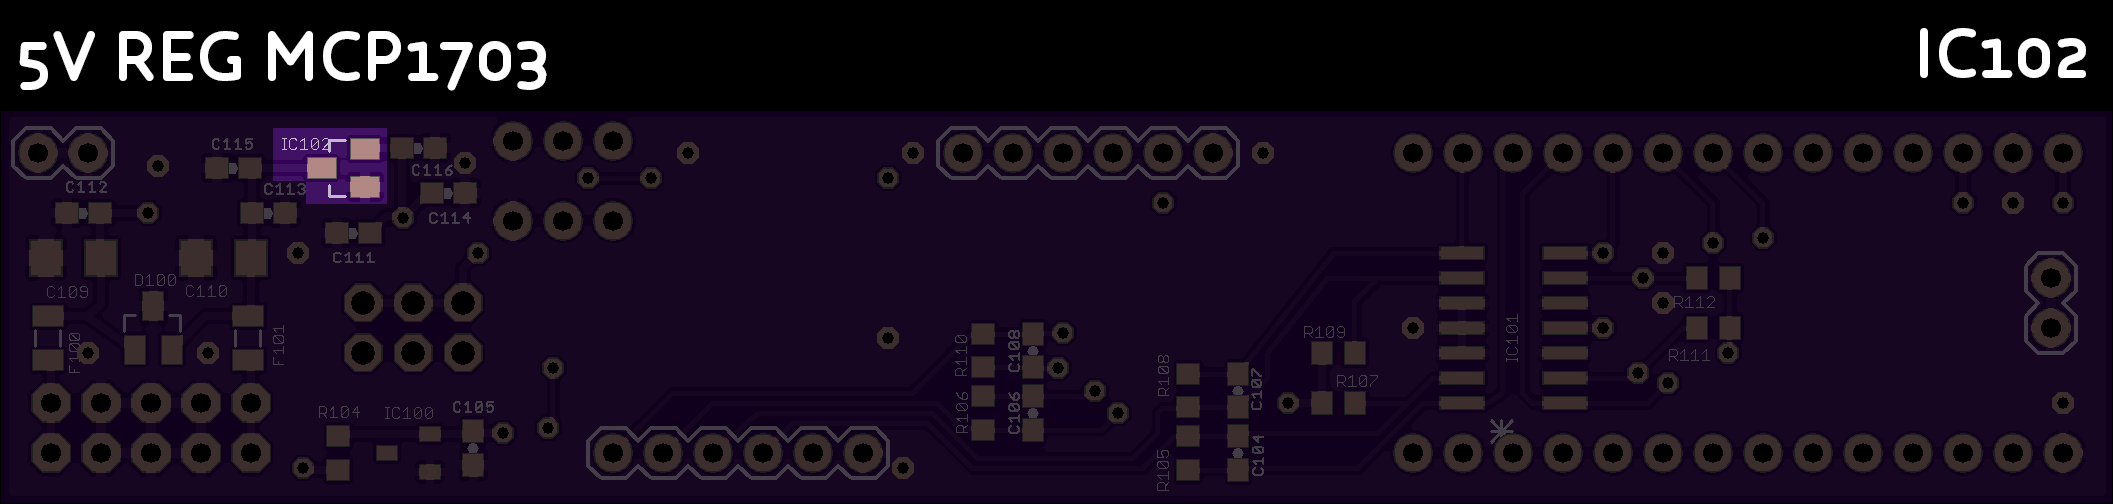 5V REG MCP1703 IC102
C115 IC102
C116
C112 C113
C114
C111
D100
C109 C110
F100 F101
R104 IC100 C105
R110 C108
R106 C106
R108 C107
R105 C104
R109
R107
IC101
R112
R111